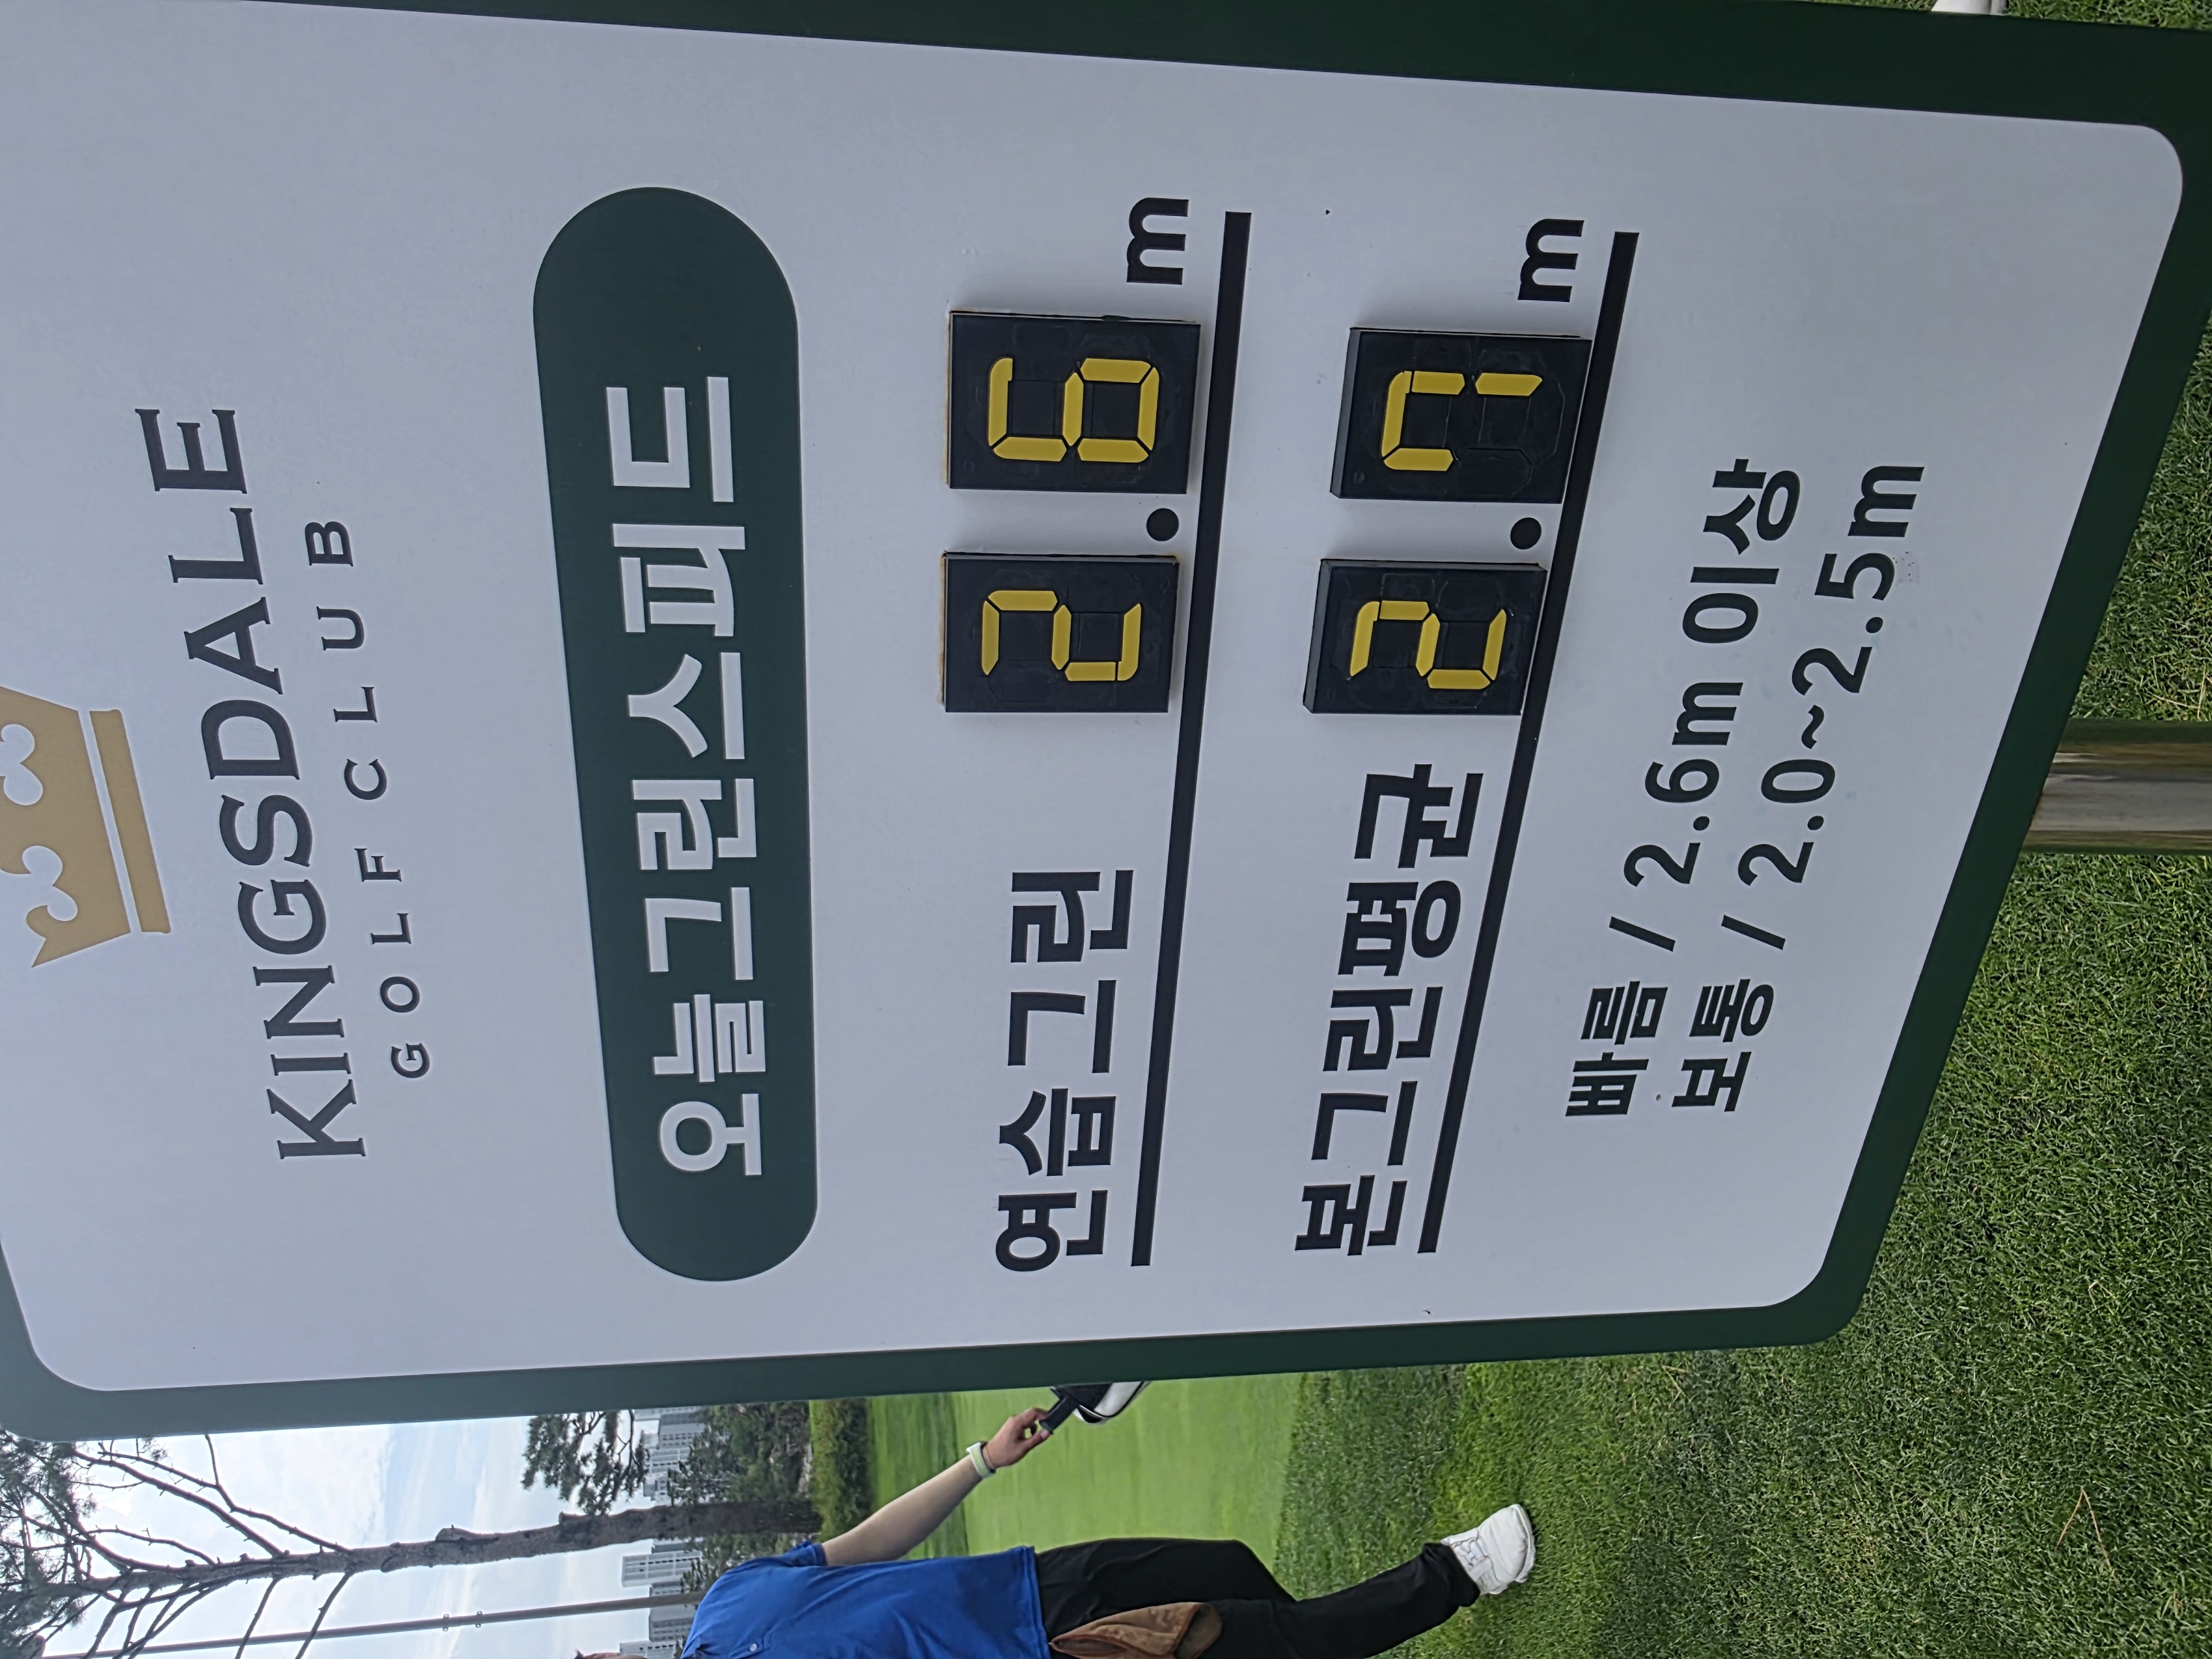 KINGSDALE
GOLF CLUB
오늘그린스피드
연습그린 2.6m
본그린평균 2.7m
빠름 / 2.6m 이상
보통 / 2.0~2.5m